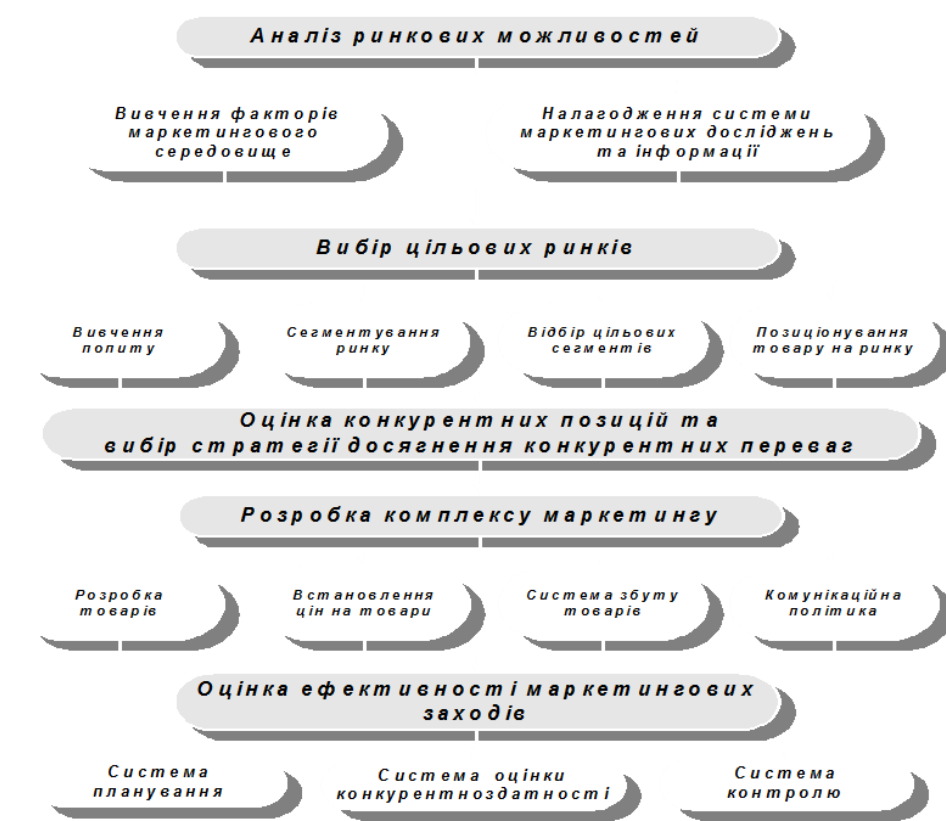 Аналіз ринкових можливостей
Вивчення факторів
маркетингового
середовище
Налагодження системи
маркетингових досліджень
та інформації
Вибір цільових ринків
Вивчення
попиту
Сегментування
ринку
Відбір цільових
сегментів
Позиціонування
товару на ринку
Оцінка конкурентних позицій та
вибір стратегії досягнення конкурентних переваг
Розробка комплексу маркетингу
Розробка
товарів
Встановлення
цін на товари
Система збуту
товарів
Комунікаційна
політика
Оцінка ефективності маркетингових
заходів
Система
планування
Система оцінки
конкурентноздатності
Система
контролю